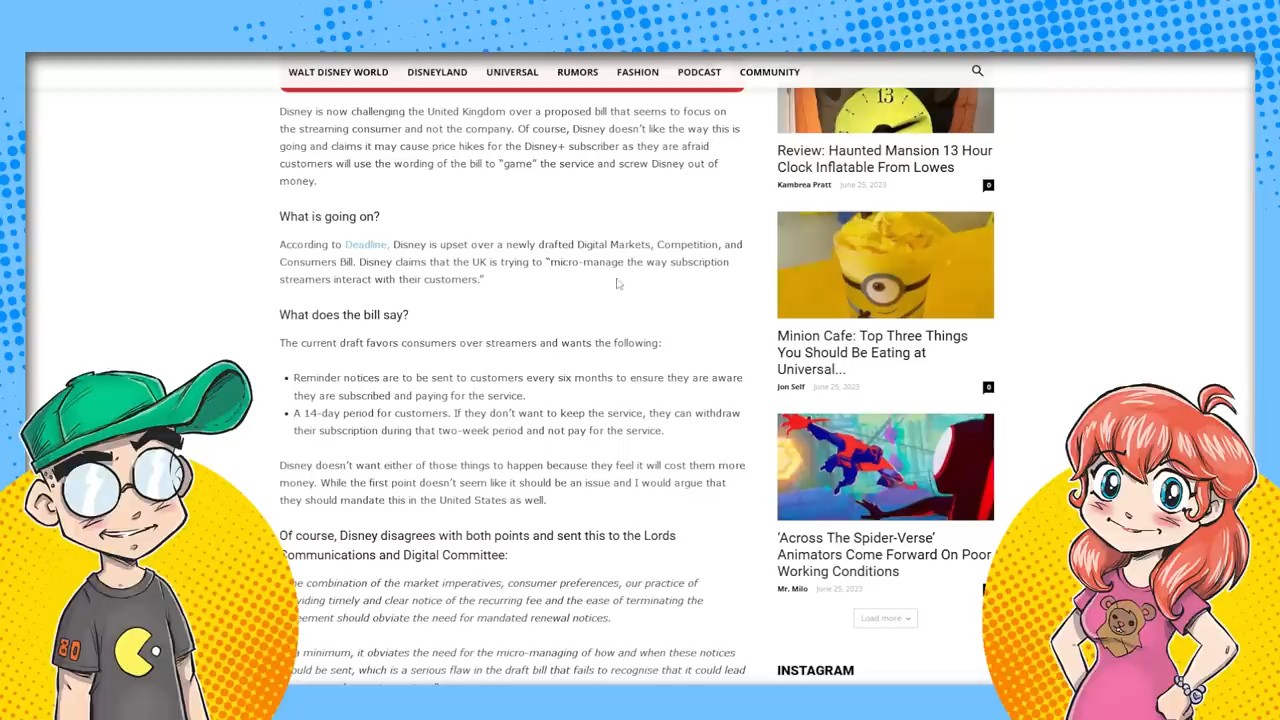 WALT DISNEY WORLD DISNEYLAND UNIVERSAL RUMORS FASHION PODCAST COMMUNITY
Disney is now challenging the United Kingdom over a proposed bill that seems to focus on
the streaming consumer and not the company. Of course, Disney doesn't like the way this is
going and claims it may cause price hikes for the Disney+ subscriber as they are afraid
customers will use the wording of the bill to “game” the service and screw Disney out of
money.
What is going on?
According to Deadline, Disney is upset over a newly drafted Digital Markets, Competition, and
Consumers Bill. Disney claims that the UK is trying to “micro-manage the way subscription
streamers interact with their customers.”
What does the bill say?
The current draft favors consumers over streamers and wants the following:
• Reminder notices are to be sent to customers every six months to ensure they are aware
they are subscribed and paying for the service.
• A 14-day period for customers. If they don't want to keep the service, they can withdraw
their subscription during that two-week period and not pay for the service.
Disney doesn't want either of those things to happen because they feel it will cost them more
money. While the first point doesn't seem like it should be an issue and I would argue that
they should mandate this in the United States as well.
Of course, Disney disagrees with both points and sent this to the Lords
Communications and Digital Committee:
combination of the market imperatives, consumer preferences, our practice of
timely and clear notice of the recurring fee and the ease of terminating the
should obviate the need for mandated renewal notices.
minimum, it obviates the need for the micro-managing of how and when these notices
be sent, which is a serious flaw in the draft bill that fails to recognise that it could lead
13
Review: Haunted Mansion 13 Hour
Clock Inflatable From Lowes
Kambrea Pratt June 25, 2023 0
Minion Cafe: Top Three Things
You Should Be Eating at
Universal...
Jon Self June 25, 2023 0
‘Across The Spider-Verse’
Animators Come Forward On Poor
Working Conditions
Mr. Milo June 25, 2023
Load more
INSTAGRAM
80